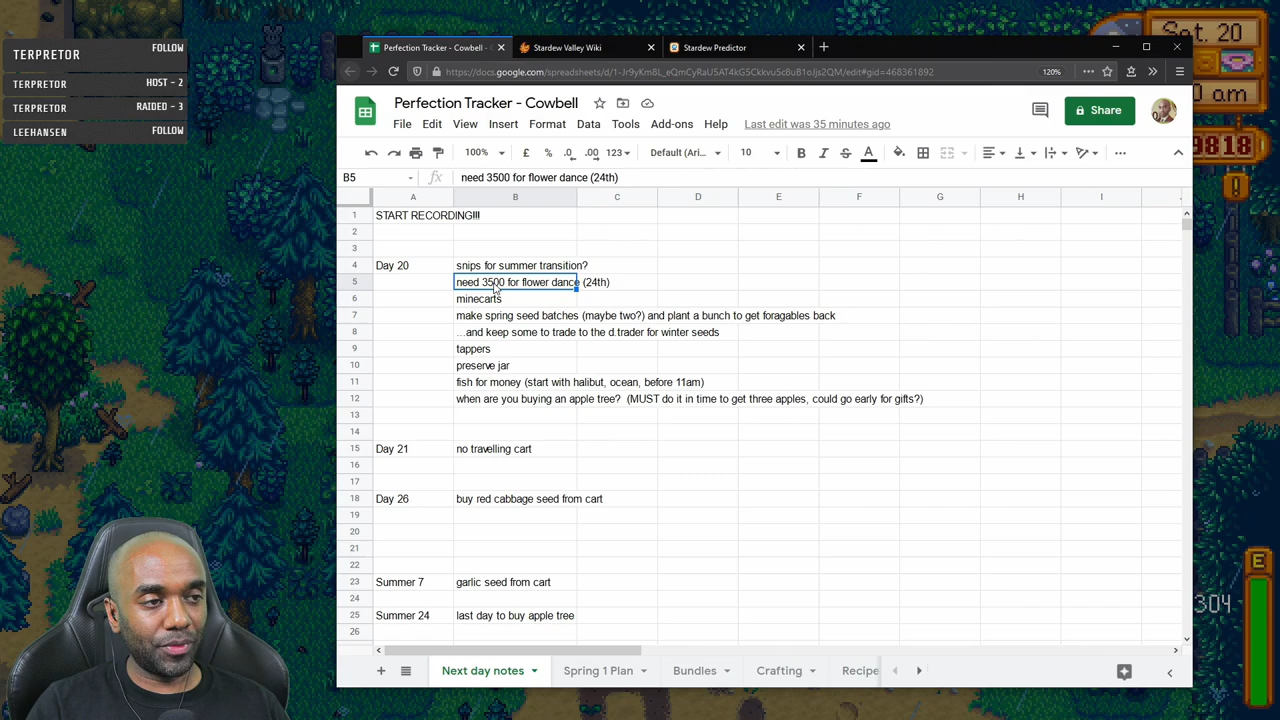 TERPRETOR FOLLOW
TERPRETOR HOST - 2
TERPRETOR RAIDED - 3
LEEHANSEN FOLLOW
Sat. 20
0 am
9818
E
304
Perfection Tracker - Cowbell -
Stardew Valley Wiki
Stardew Predictor
120%
Perfection Tracker - Cowbell
File Edit View Insert Format Data Tools Add-ons Help Last edit was 35 minutes ago
Share
100% £ % .0 .00 123 Default (Ari... 10 B I S A
B5 fx need 3500 for flower dance (24th)
A B C D E F G H I
1 START RECORDING!!!
2
3
4 Day 20 snips for summer transition?
5 need 3500 for flower dance (24th)
6 minecarts
7 make spring seed batches (maybe two?) and plant a bunch to get foragables back
8 ...and keep some to trade to the d.trader for winter seeds
9 tappers
10 preserve jar
11 fish for money (start with halibut, ocean, before 11am)
12 when are you buying an apple tree? (MUST do it in time to get three apples, could go early for gifts?)
13
14
15 Day 21 no travelling cart
16
17
18 Day 26 buy red cabbage seed from cart
19
20
21
22
23 Summer 7 garlic seed from cart
24
25 Summer 24 last day to buy apple tree
26
Next day notes Spring 1 Plan Bundles Crafting Recipe